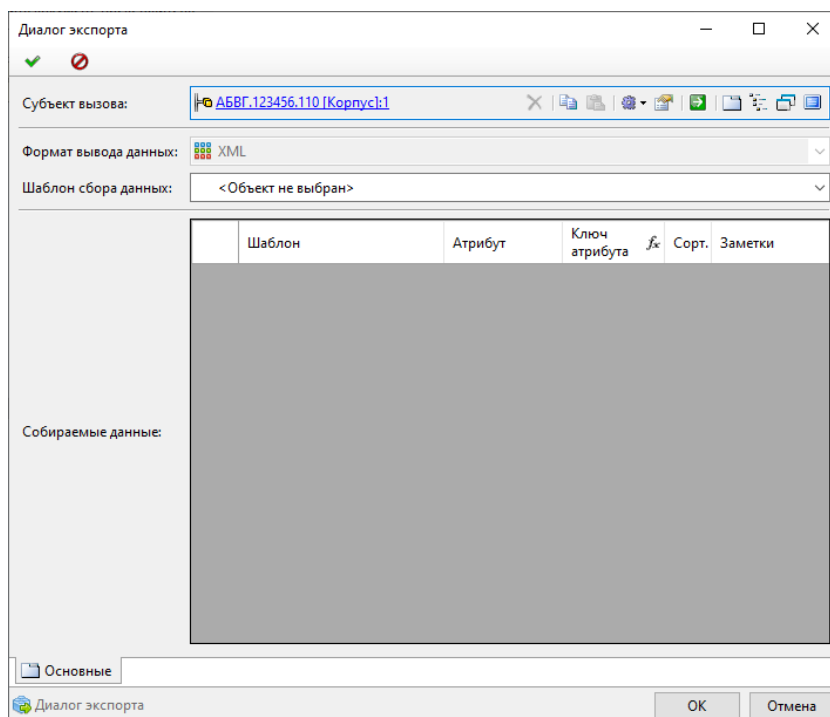 Диалог экспорта
Субъект вызова: АБВГ.123456.110 [Корпус]:1
Формат вывода данных: XML
Шаблон сбора данных: <Объект не выбран>
Шаблон Атрибут Ключ атрибута fx Сорт. Заметки
Собираемые данные:
Основные
Диалог экспорта OK Отмена